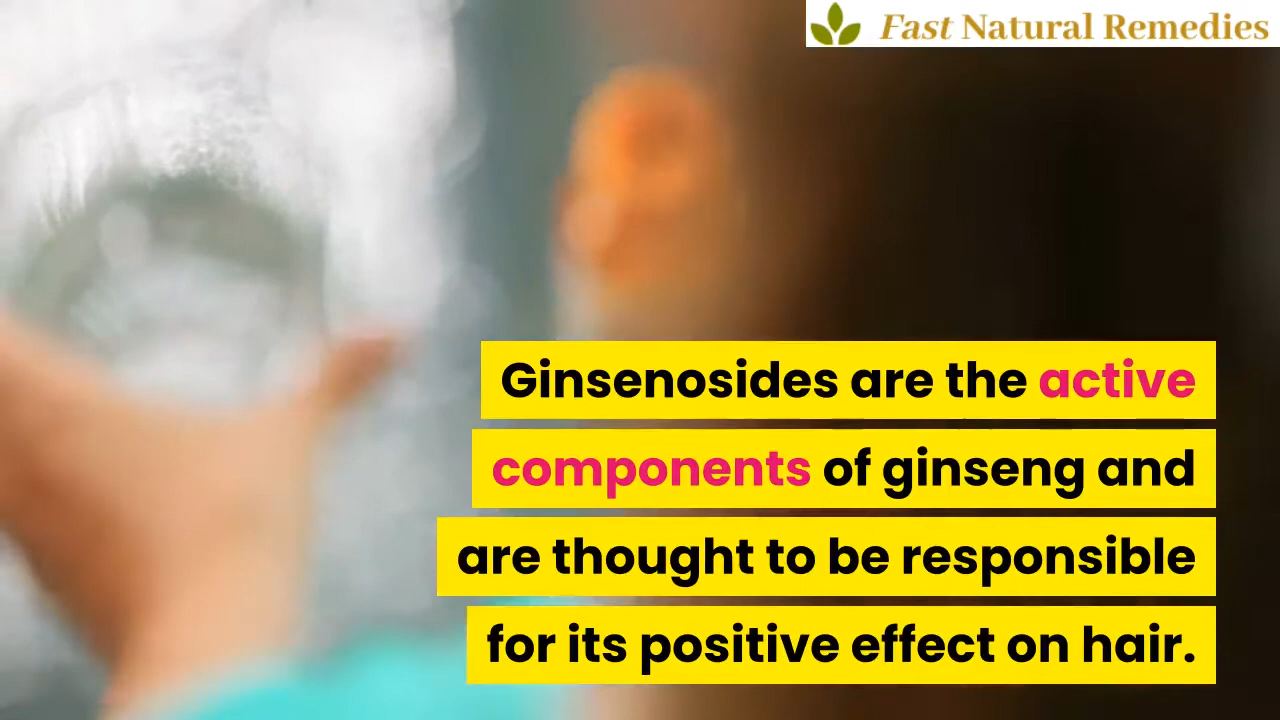 Fast Natural Remedies
Ginsenosides are the active
components of ginseng and
are thought to be responsible
for its positive effect on hair.